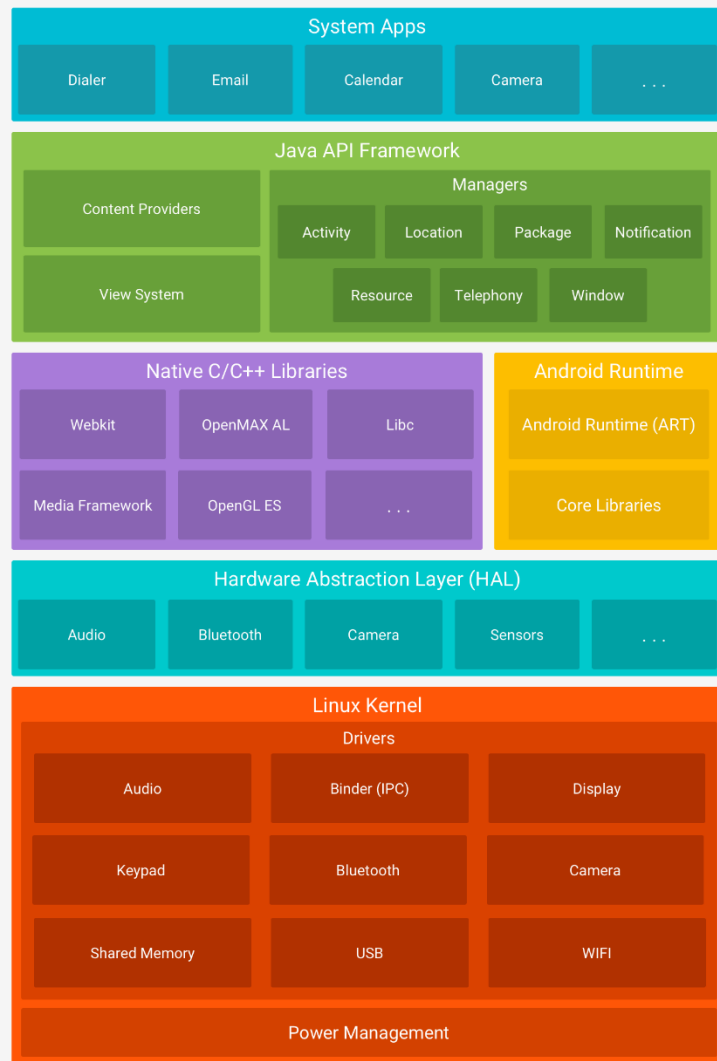 System Apps
Dialer
Email
Calendar
Camera
. . .
Java API Framework
Content Providers
View System
Managers
Activity
Location
Package
Notification
Resource
Telephony
Window
Native C/C++ Libraries
Webkit
OpenMAX AL
Libc
Media Framework
OpenGL ES
. . .
Android Runtime
Android Runtime (ART)
Core Libraries
Hardware Abstraction Layer (HAL)
Audio
Bluetooth
Camera
Sensors
. . .
Linux Kernel
Drivers
Audio
Binder (IPC)
Display
Keypad
Bluetooth
Camera
Shared Memory
USB
WIFI
Power Management